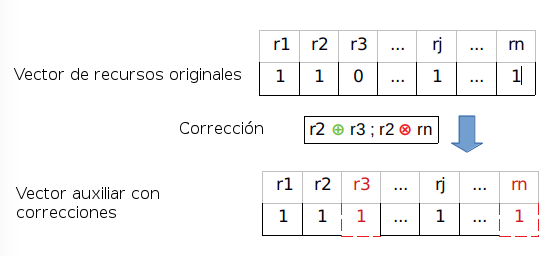 r1 r2 r3 ... rj ... rn
Vector de recursos originales 1 1 0 ... 1 ... 1
Corrección r2 ⊕ r3 ; r2 ⊗ rn
r1 r2 r3 ... rj ... rn
Vector auxiliar con
correcciones 1 1 1 ... 1 ... 1